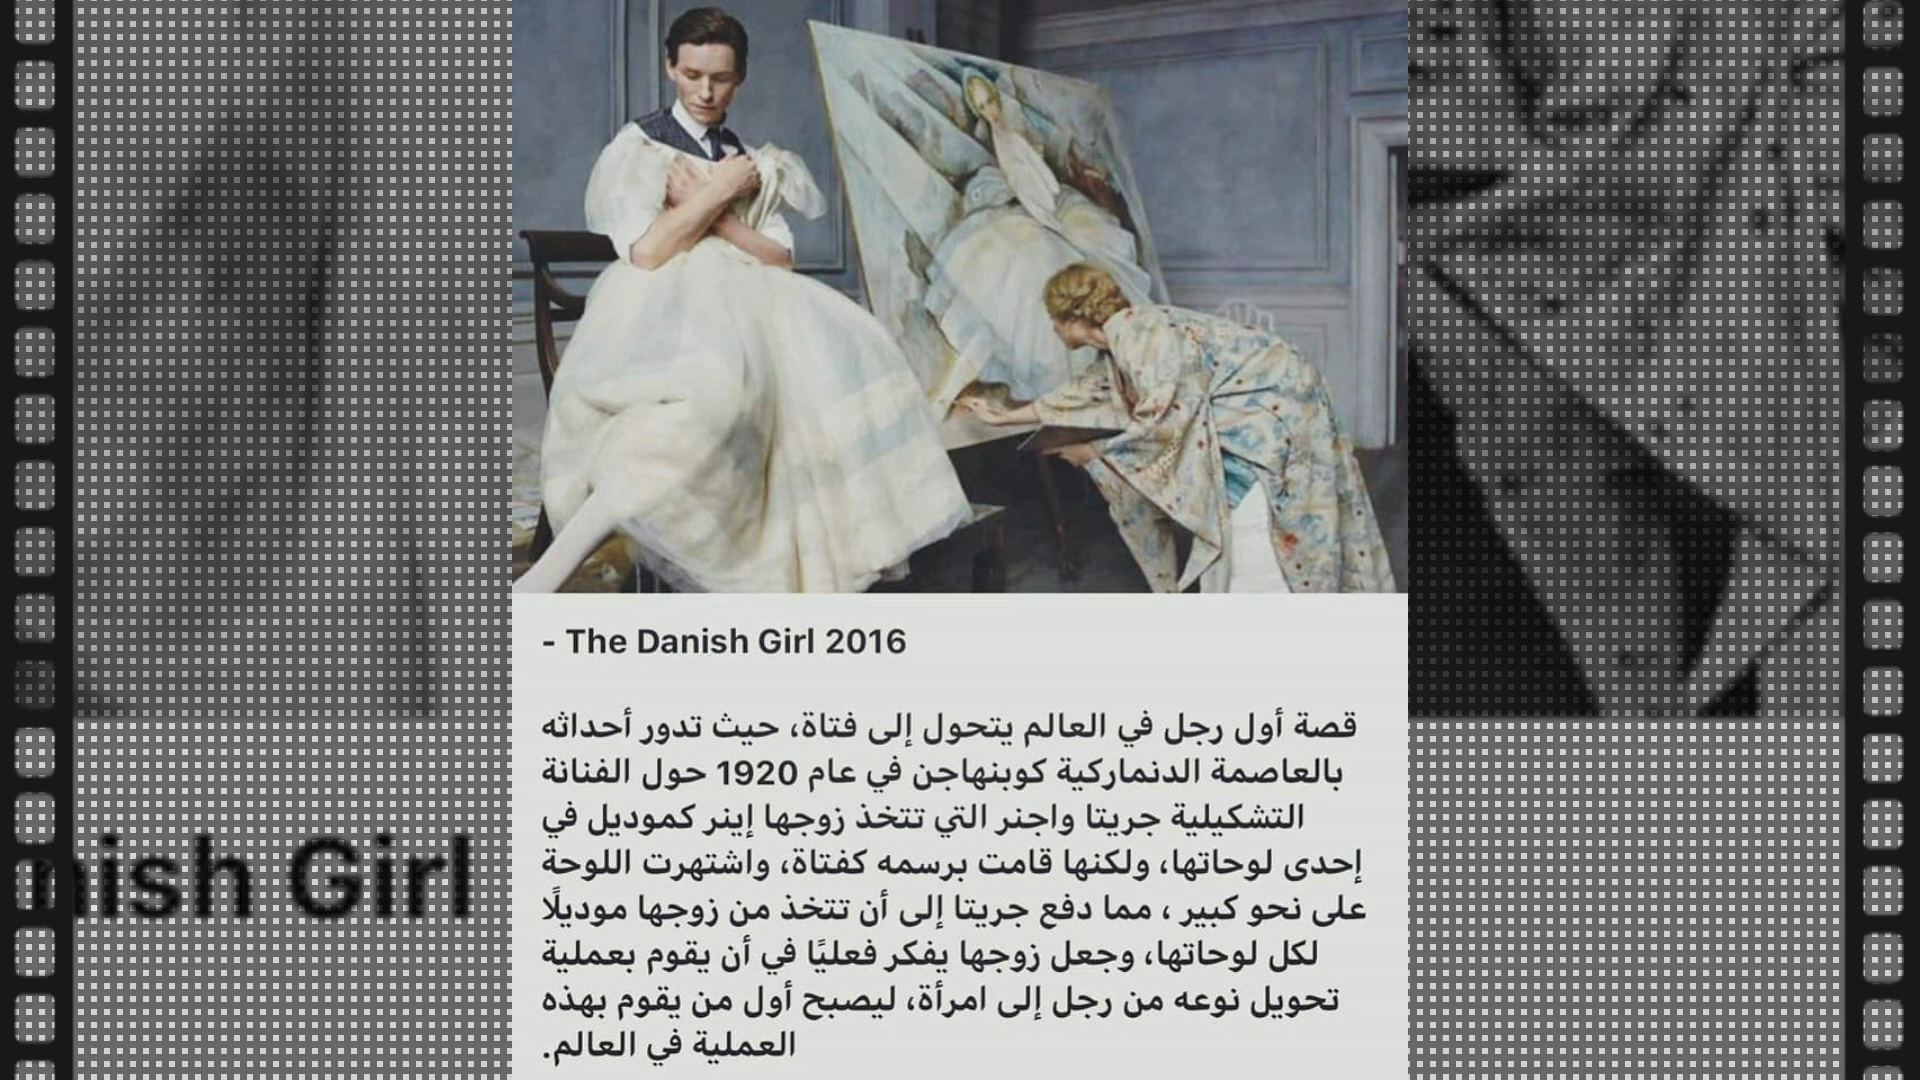 - The Danish Girl 2016
قصة أول رجل في العالم يتحول إلى فتاة، حيث تدور أحداثه
بالعاصمة الدنماركية كوبنهاجن في عام 1920 حول الفنانة
التشكيلية جريتا واجنر التي تتخذ زوجها إينر كموديل في
إحدى لوحاتها، ولكنها قامت برسمه كفتاة، واشتهرت اللوحة
على نحو كبير ، مما دفع جريتا إلى أن تتخذ من زوجها موديلًا
لكل لوحاتها، وجعل زوجها يفكر فعليًا في أن يقوم بعملية
تحويل نوعه من رجل إلى امرأة، ليصبح أول من يقوم بهذه
العملية في العالم.
nish Girl